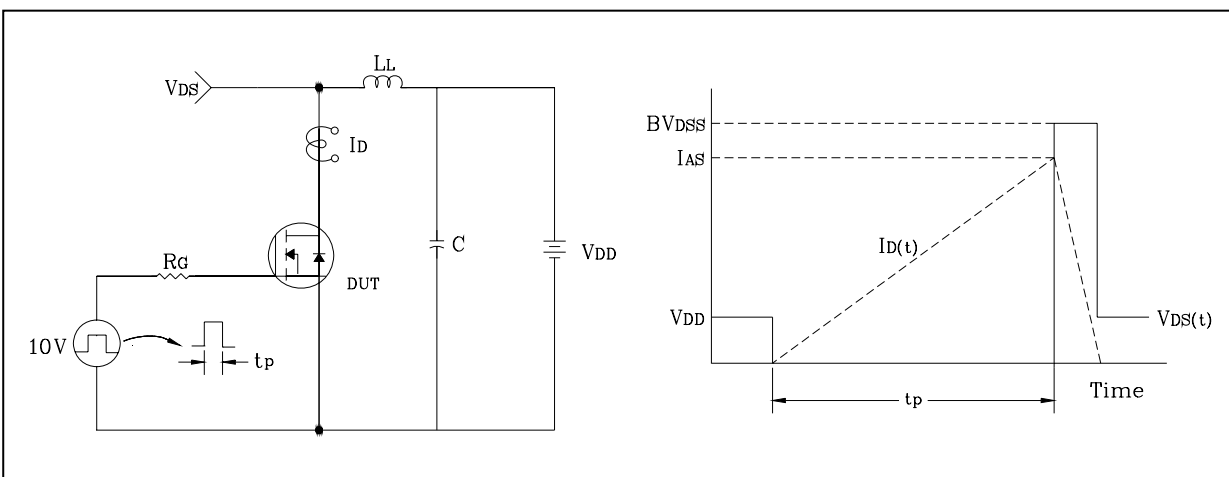 LL
VDS
ID
RG
C
VDD
DUT
10V
tp
BVDSS
IAS
ID(t)
VDD
VDS(t)
Time
tp